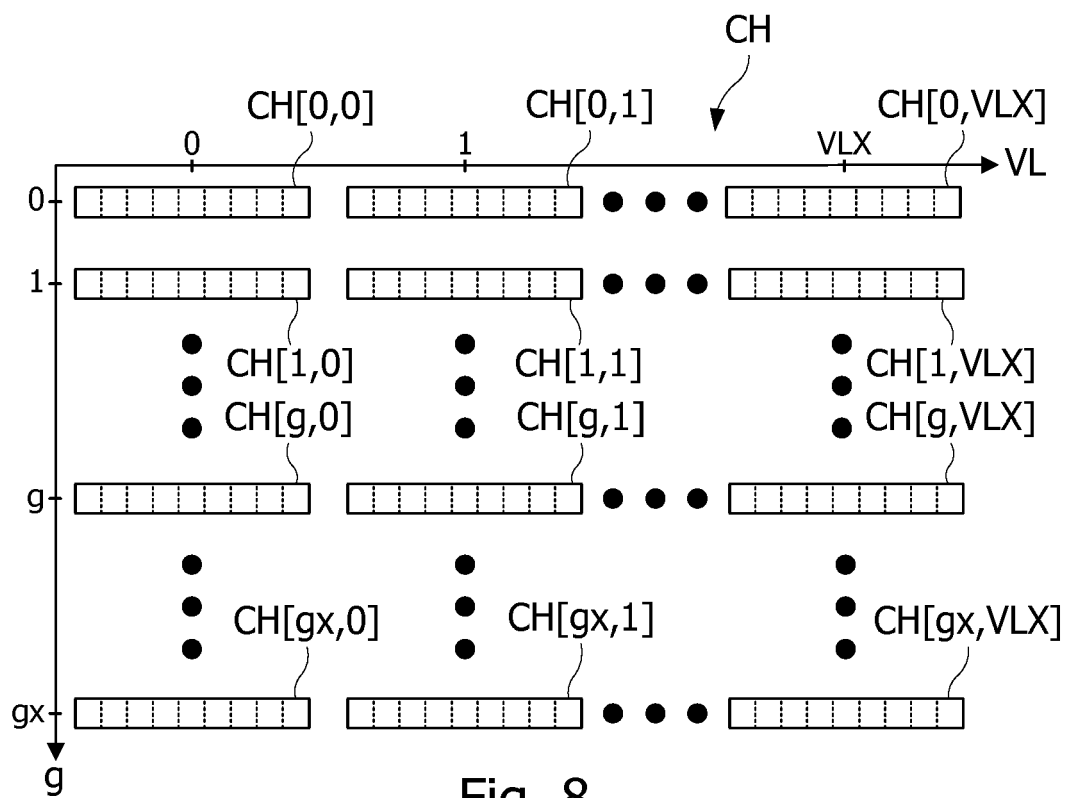 CH
CH[0,0] CH[0,1] CH[0,VLX]
0 1 VLX
VL
0
1
CH[1,0] CH[1,1] CH[1,VLX]
CH[g,0] CH[g,1] CH[g,VLX]
g
CH[gx,0] CH[gx,1] CH[gx,VLX]
gx
g
Fig. 8